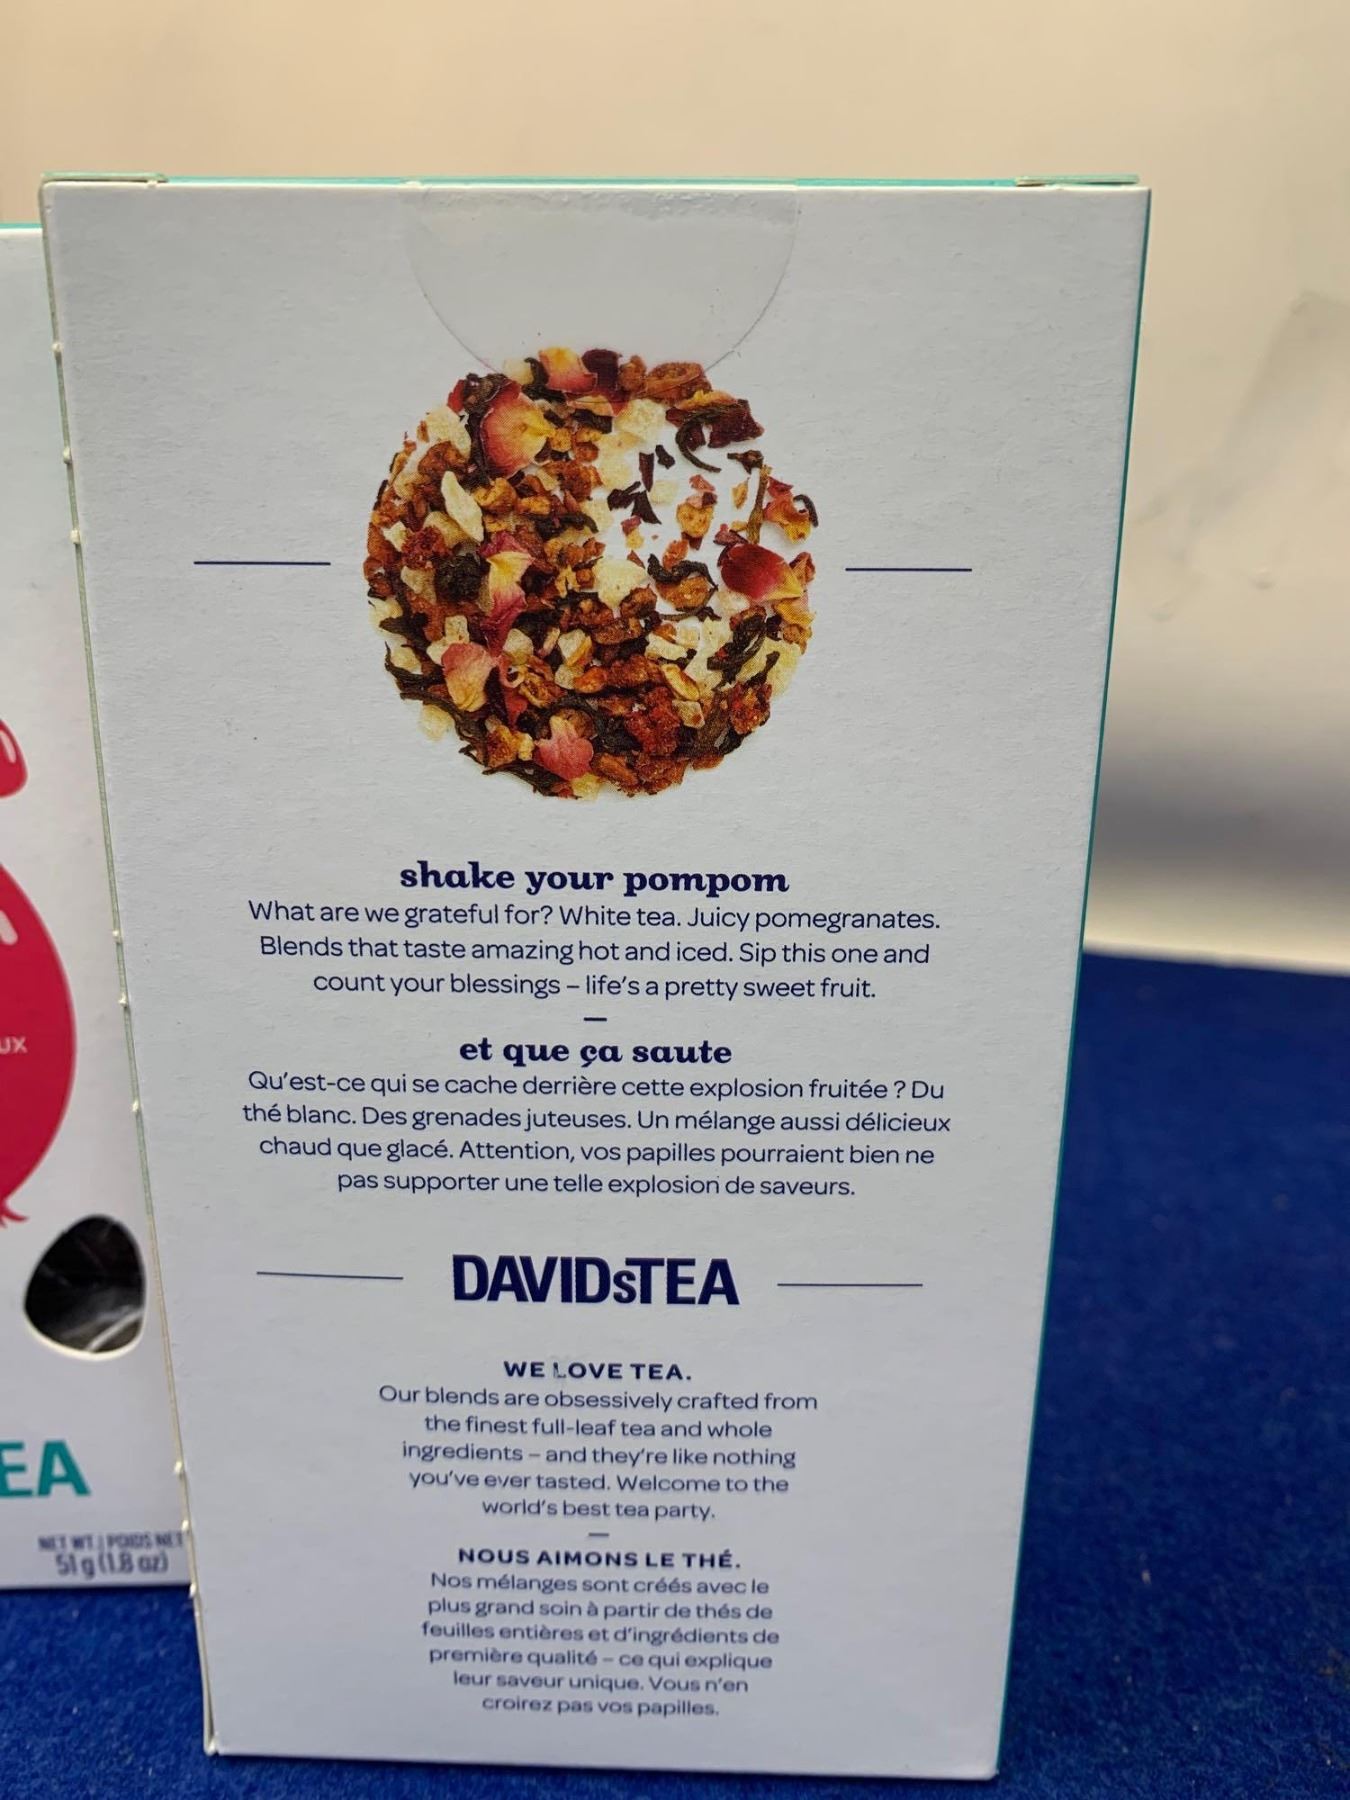 shake your pompom
What are we grateful for? White tea. Juicy pomegranates.
Blends that taste amazing hot and iced. Sip this one and
count your blessings – life's a pretty sweet fruit.
et que ça saute
Qu'est-ce qui se cache derrière cette explosion fruitée ? Du
thé blanc. Des grenades juteuses. Un mélange aussi délicieux
chaud que glacé. Attention, vos papilles pourraient bien ne
pas supporter une telle explosion de saveurs.
DAVIDsTEA
WE LOVE TEA.
Our blends are obsessively crafted from
the finest full-leaf tea and whole
ingredients – and they're like nothing
you've ever tasted. Welcome to the
world's best tea party.
NOUS AIMONS LE THÉ.
Nos mélanges sont créés avec le
plus grand soin à partir de thés de
feuilles entières et d'ingrédients de
première qualité – ce qui explique
leur saveur unique. Vous n'en
croirez pas vos papilles.
UX
EA
NET WT. | POIDS NET
51 g (1.8 oz)